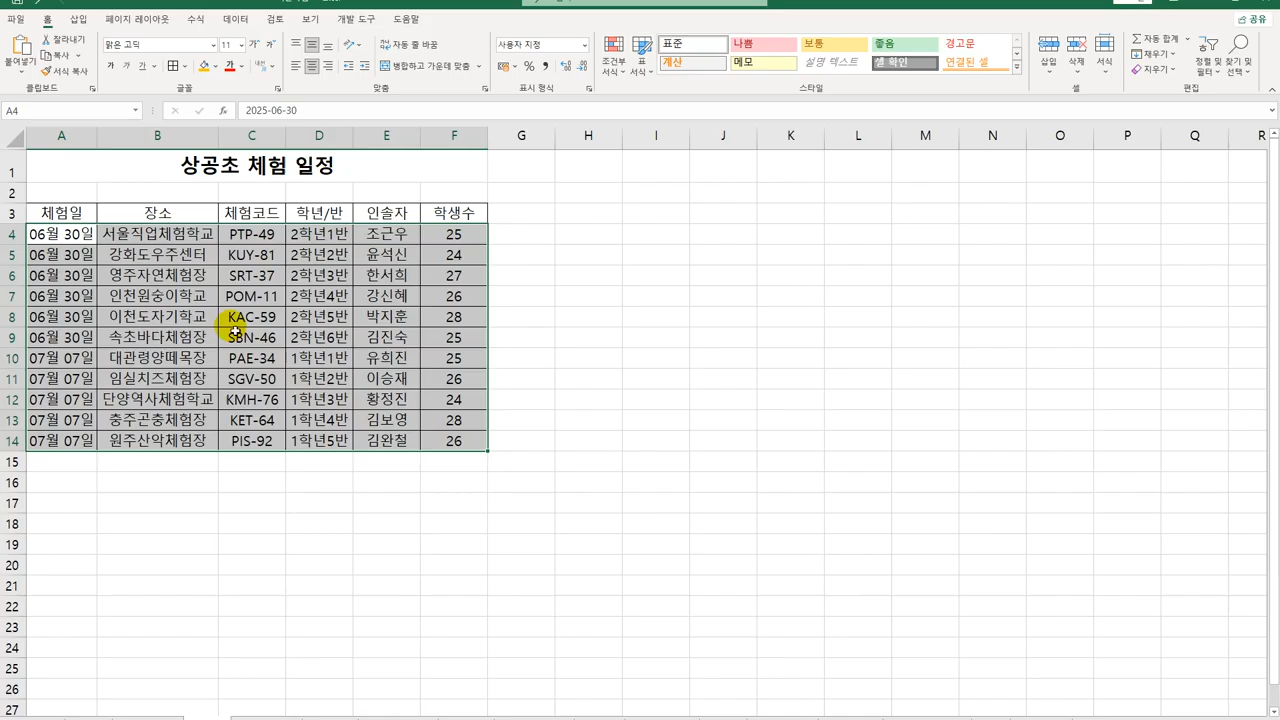 파일 홈 삽입 페이지 레이아웃 수식 데이터 검토 보기 개발 도구 도움말 공유
붙여넣기 잘라내기 복사 서식 복사 클립보드
맑은 고딕 11 가 가 가 가 가 가 가 글꼴
자동 줄 바꿈 병합하고 가운데 맞춤 맞춤
사용자 지정 % 표시 형식
조건부 서식 표 서식
표준 나쁨 보통 좋음 경고문
계산 메모 설명 텍스트 셀 확인 연결된 셀
스타일
삽입 삭제 서식 셀
자동 합계 채우기 지우기 정렬 및 필터 찾기 및 선택 편집
A4 fx 2025-06-30
A B C D E F G H I J K L M N O P Q R
1 상공초 체험 일정
2
3 체험일 장소 체험코드 학년/반 인솔자 학생수
4 06월 30일 서울직업체험학교 PTP-49 2학년1반 조근우 25
5 06월 30일 강화도우주센터 KUY-81 2학년2반 윤석신 24
6 06월 30일 영주자연체험장 SRT-37 2학년3반 한서희 27
7 06월 30일 인천원숭이학교 POM-11 2학년4반 강신혜 26
8 06월 30일 이천도자기학교 KAC-59 2학년5반 박지훈 28
9 06월 30일 속초바다체험장 SBN-46 2학년6반 김진숙 25
10 07월 07일 대관령양떼목장 PAE-34 1학년1반 유희진 25
11 07월 07일 임실치즈체험장 SGV-50 1학년2반 이승재 26
12 07월 07일 단양역사체험학교 KMH-76 1학년3반 황정진 24
13 07월 07일 충주곤충체험장 KET-64 1학년4반 김보영 28
14 07월 07일 원주산악체험장 PIS-92 1학년5반 김완철 26
15
16
17
18
19
20
21
22
23
24
25
26
27